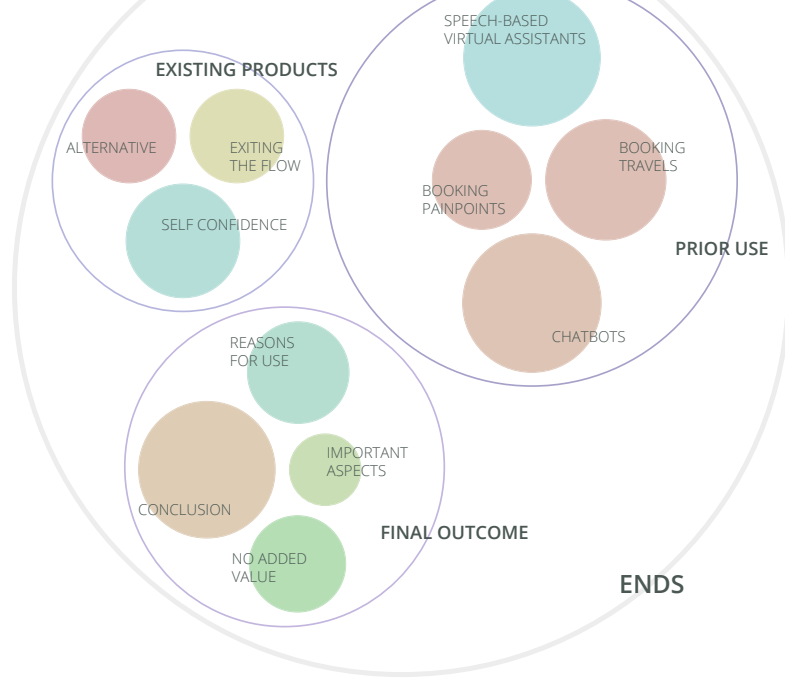 SPEECH-BASED
VIRTUAL ASSISTANTS
EXISTING PRODUCTS
ALTERNATIVE
EXITING
THE FLOW
SELF CONFIDENCE
BOOKING
TRAVELS
BOOKING
PAINPOINTS
PRIOR USE
CHATBOTS
REASONS
FOR USE
IMPORTANT
ASPECTS
CONCLUSION
FINAL OUTCOME
NO ADDED
VALUE
ENDS